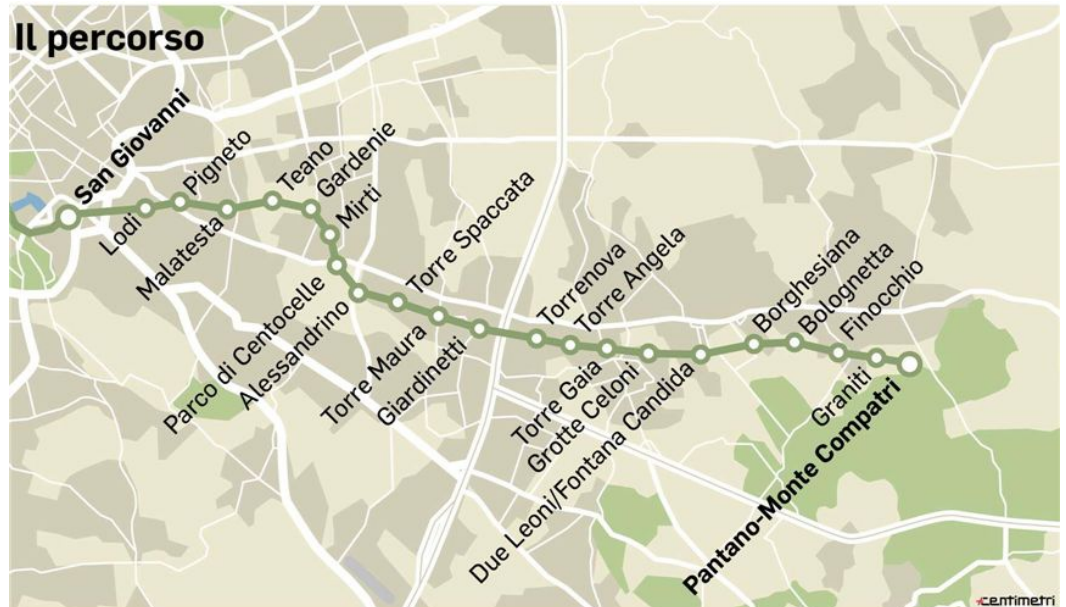 Il percorso
San Giovanni
Lodi
Pigneto
Malatesta
Teano
Gardenie
Mirti
Parco di Centocelle
Alessandrino
Torre Spaccata
Torre Maura
Giardinetti
Torrenova
Torre Angela
Torre Gaia
Grotte Celoni
Due Leoni/Fontana Candida
Borghesiana
Bolognetta
Finocchio
Graniti
Pantano-Monte Compatri
centimetri